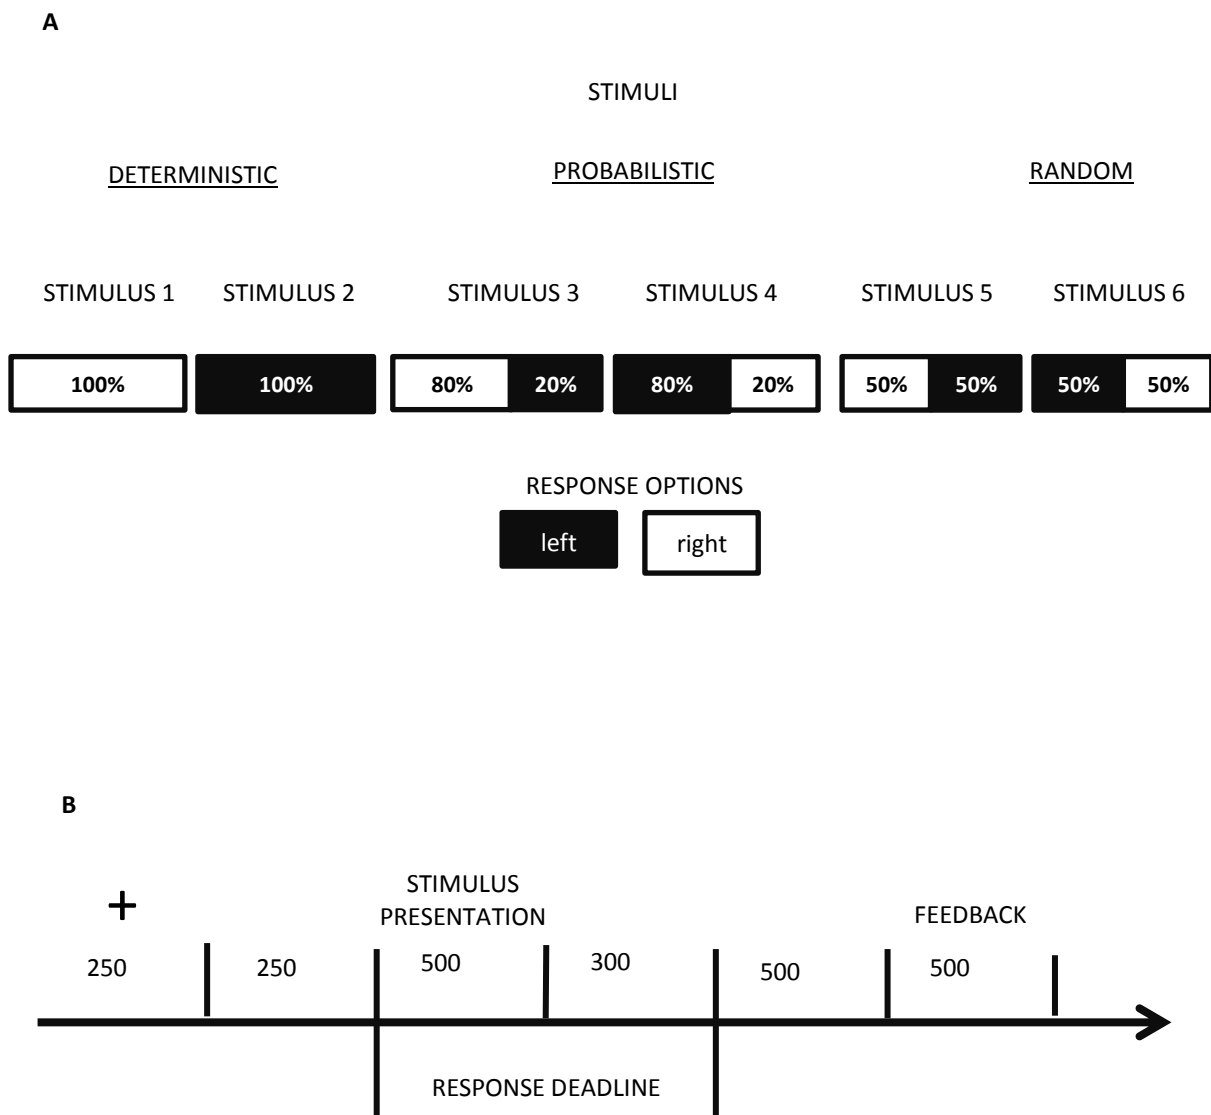 A
STIMULI
DETERMINISTIC PROBABILISTIC RANDOM
STIMULUS 1 STIMULUS 2 STIMULUS 3 STIMULUS 4 STIMULUS 5 STIMULUS 6
100% 100% 80% 20% 80% 20% 50% 50% 50% 50%
RESPONSE OPTIONS
left right
B
+ STIMULUS
PRESENTATION FEEDBACK
250 250 500 300 500 500
RESPONSE DEADLINE